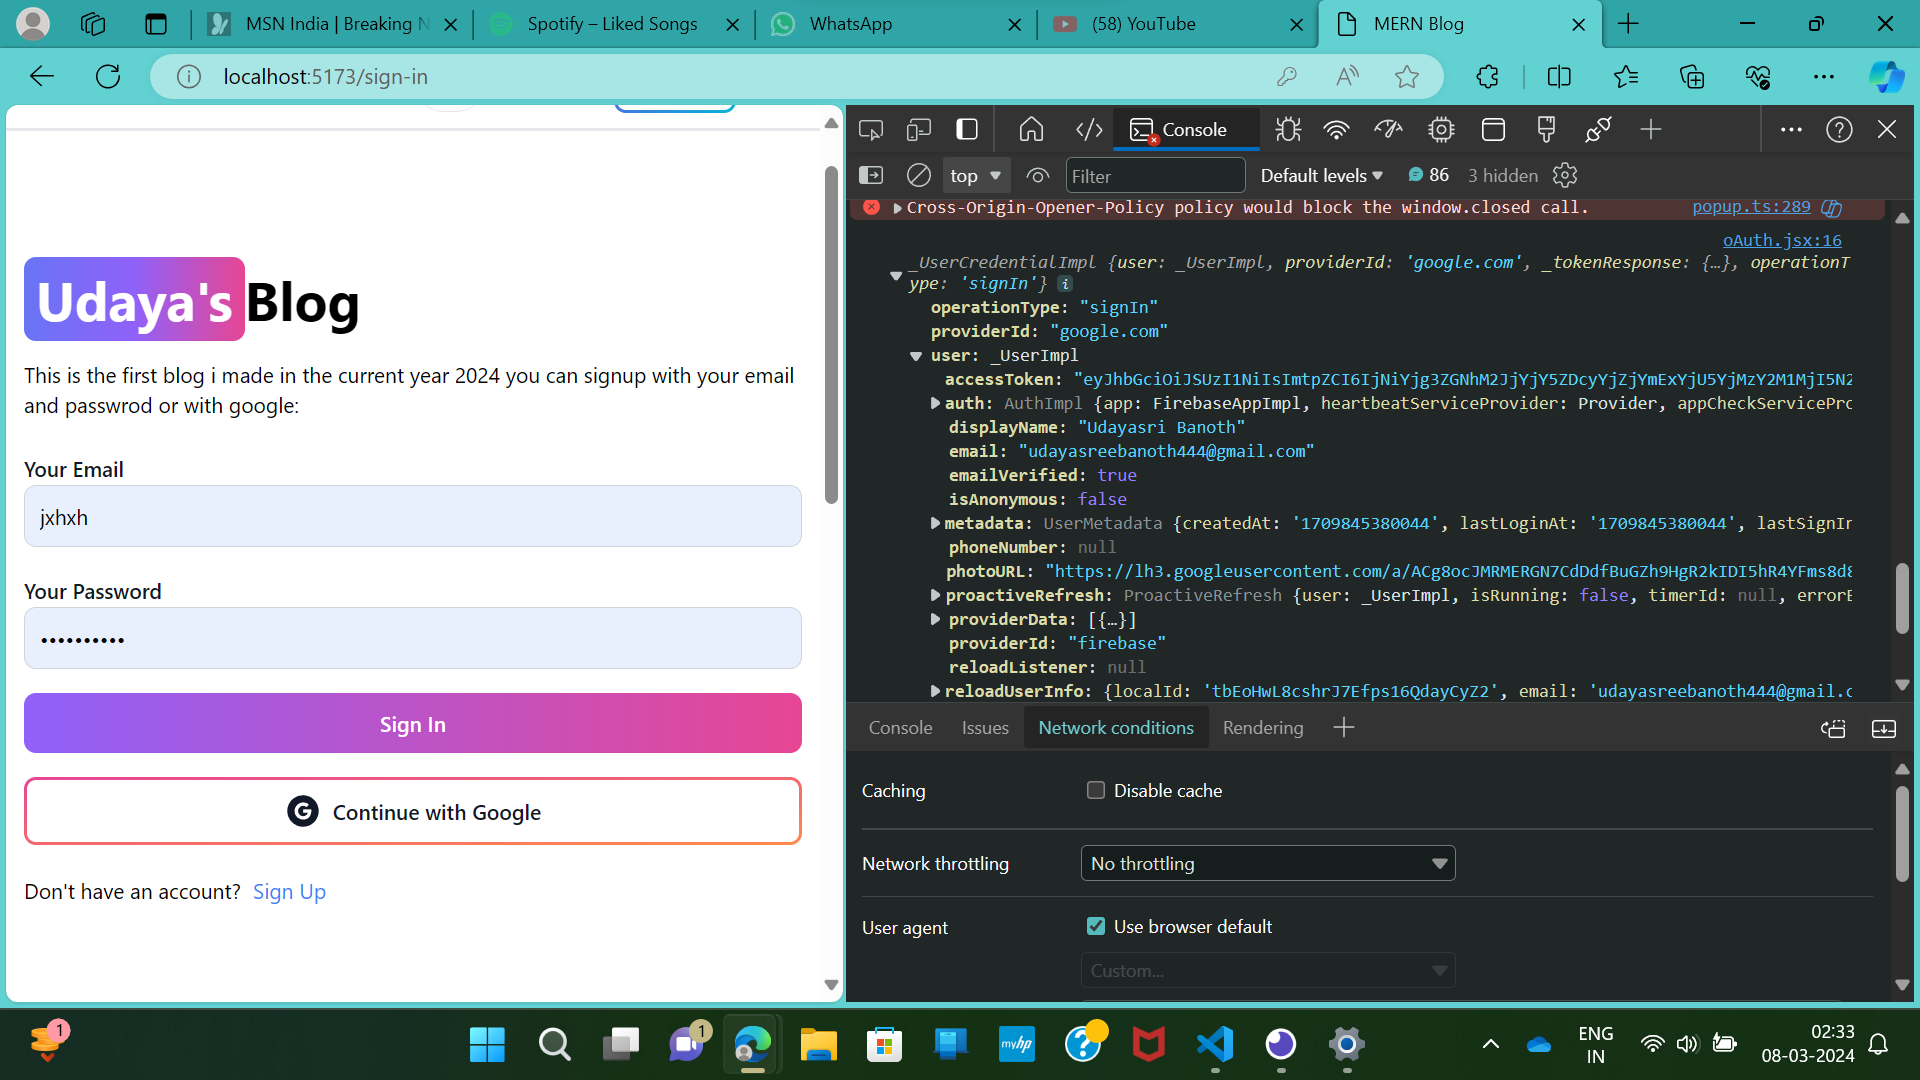 MSN India | Breaking N
Spotify – Liked Songs
WhatsApp
(58) YouTube
MERN Blog
localhost:5173/sign-in
Udaya's Blog
This is the first blog i made in the current year 2024 you can signup with your email
and passwrod or with google:
Your Email
jxhxh
Your Password
••••••••••
Sign In
G Continue with Google
Don't have an account? Sign Up
Console
top
Filter
Default levels
86
3 hidden
Cross-Origin-Opener-Policy policy would block the window.closed call.
popup.ts:289
oAuth.jsx:16
_UserCredentialImpl {user: _UserImpl, providerId: 'google.com', _tokenResponse: {…}, operationT
ype: 'signIn'} i
operationType: "signIn"
providerId: "google.com"
user: _UserImpl
accessToken: "eyJhbGciOiJSUzI1NiIsImtpZCI6IjNiYjg3ZGNhM2JjYjY5ZDcyYjZjYmExYjU5YjMzY2M1MjI5N2
auth: AuthImpl {app: FirebaseAppImpl, heartbeatServiceProvider: Provider, appCheckServicePro
displayName: "Udayasri Banoth"
email: "udayasreebanoth444@gmail.com"
emailVerified: true
isAnonymous: false
metadata: UserMetadata {createdAt: '1709845380044', lastLoginAt: '1709845380044', lastSignIn
phoneNumber: null
photoURL: "https://lh3.googleusercontent.com/a/ACg8ocJMRMERGN7CdDdfBuGZh9HgR2kIDI5hR4YFms8d8
proactiveRefresh: ProactiveRefresh {user: _UserImpl, isRunning: false, timerId: null, errorB
providerData: [{…}]
providerId: "firebase"
reloadListener: null
reloadUserInfo: {localId: 'tbEoHwL8cshrJ7Efps16QdayCyZ2', email: 'udayasreebanoth444@gmail.c
Console
Issues
Network conditions
Rendering
Caching
Disable cache
Network throttling
No throttling
User agent
Use browser default
Custom...
1
1
myhp
ENG
IN
02:33
08-03-2024